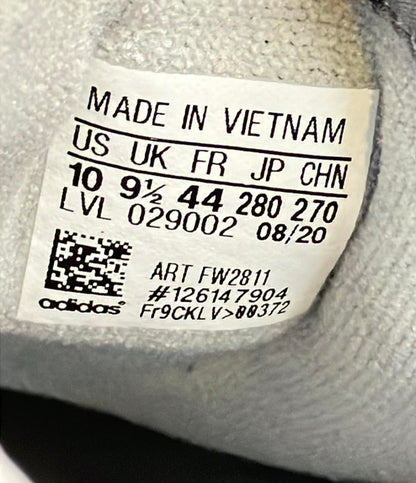 MADE IN VIETNAM
US UK FR JP CHN
10 9½ 44 280 270
LVL 029002 08/20
ART FW2811
#126147904
adidas Fr9CKLV>00372